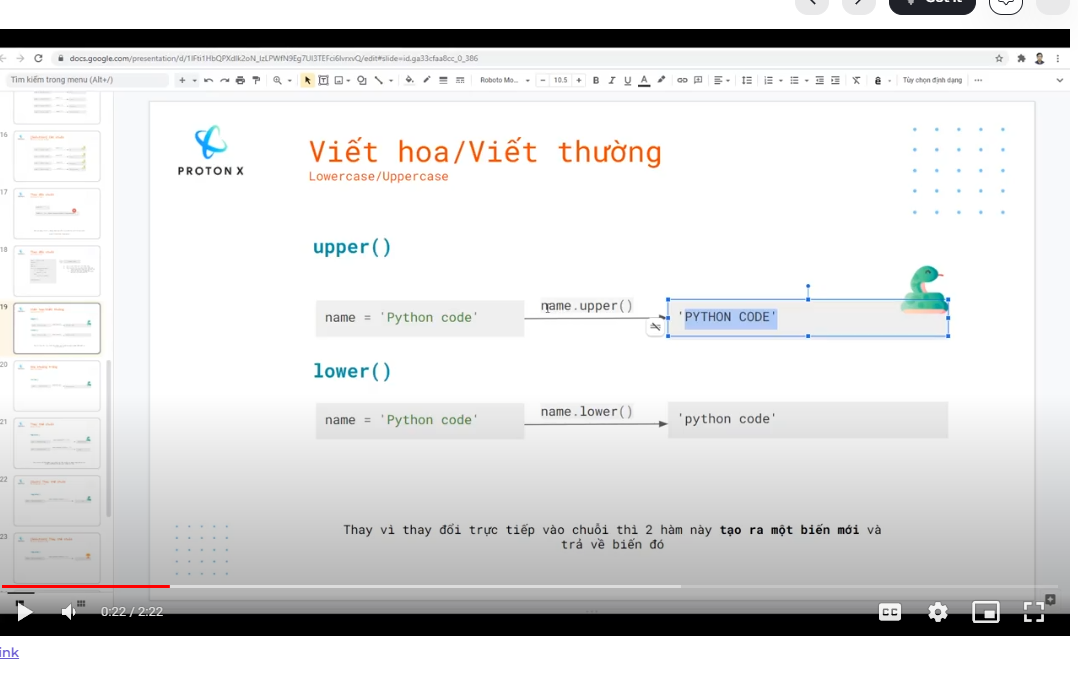 Got it
docs.google.com/presentation/d/1IFti1HbQPXdlk2oN_IzLPWfN9Eg7UI3TEFci6lvrxvQ/edit#slide=id.ga33cfaa8cc_0_386
Tìm kiếm trong menu (Alt+/)
Roboto Mo...
10.5
B I U A
Tùy chọn định dạng
16
17
18
19
20
21
22
23
PROTON X
Viết hoa/Viết thường
Lowercase/Uppercase
upper()
name = 'Python code'
name.upper()
'PYTHON CODE'
lower()
name = 'Python code'
name.lower()
'python code'
Thay vì thay đổi trực tiếp vào chuỗi thì 2 hàm này tạo ra một biến mới và
trả về biến đó
0:22 / 2:22
CC
ink